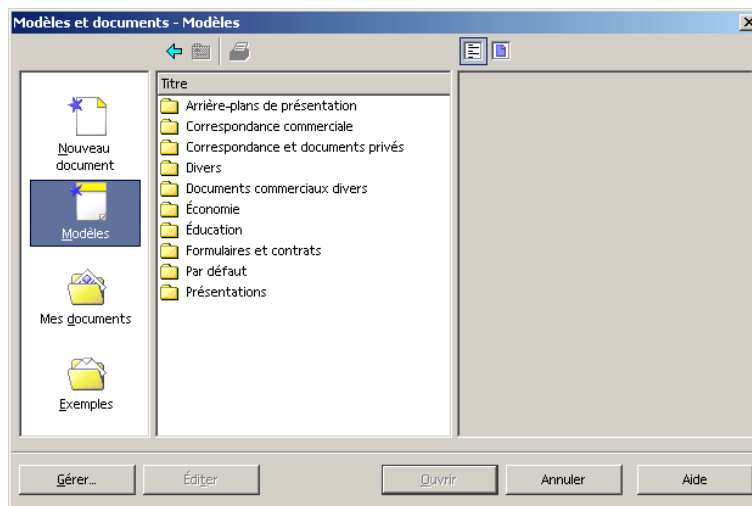 Modèles et documents - Modèles
Nouveau
document
Modèles
Mes documents
Exemples
Titre
Arrière-plans de présentation
Correspondance commerciale
Correspondance et documents privés
Divers
Documents commerciaux divers
Économie
Éducation
Formulaires et contrats
Par défaut
Présentations
Gérer...
Éditer
Ouvrir
Annuler
Aide